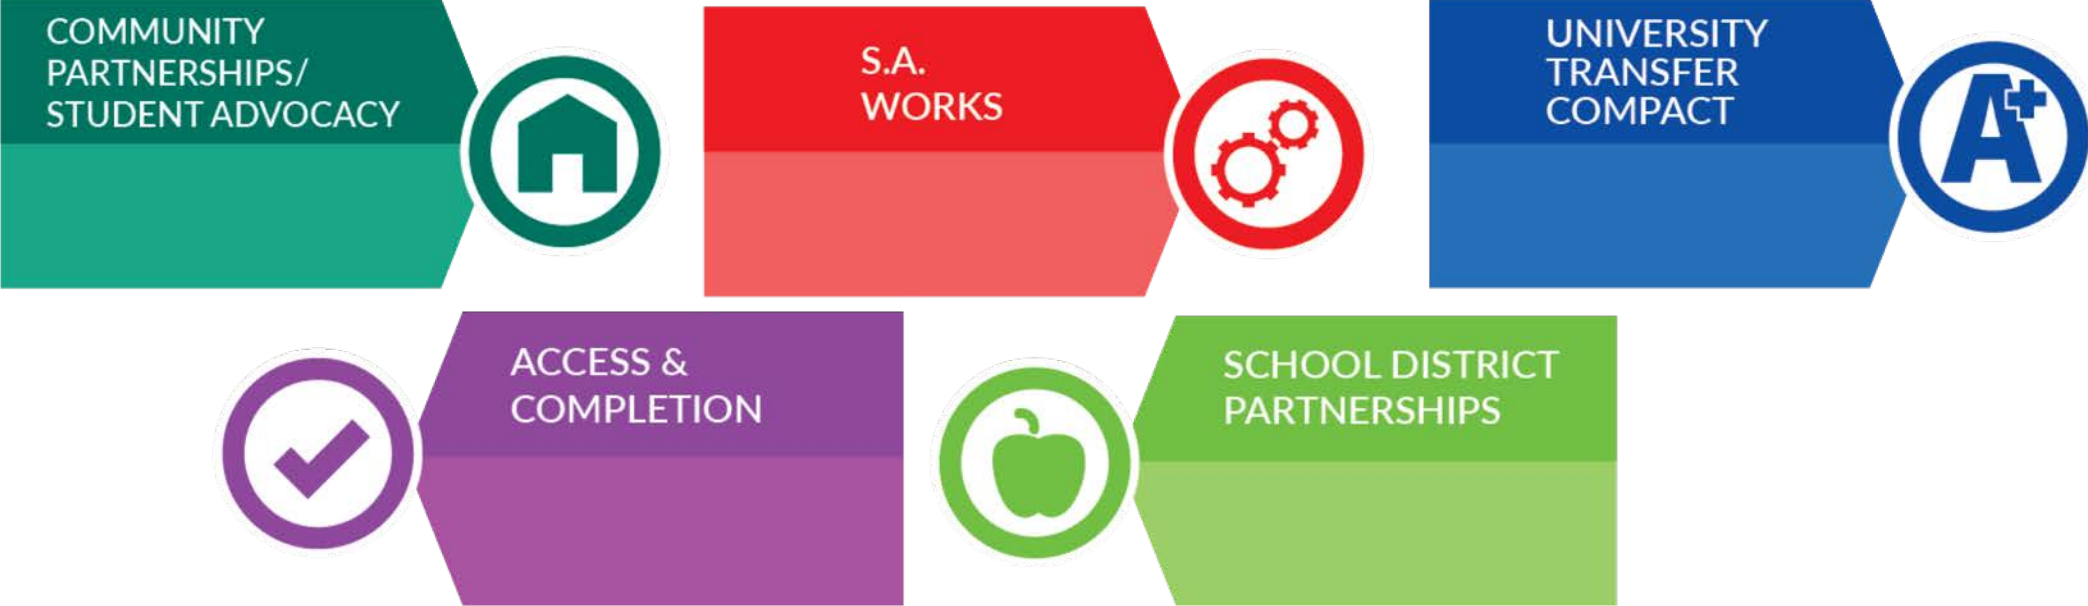 COMMUNITY
PARTNERSHIPS/
STUDENT ADVOCACY
S.A.
WORKS
UNIVERSITY
TRANSFER
COMPACT
A+
ACCESS &
COMPLETION
SCHOOL DISTRICT
PARTNERSHIPS